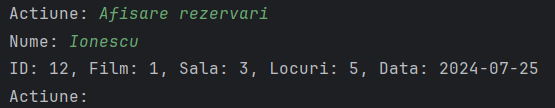 Actiune: Afisare rezervari
Nume: Ionescu
ID: 12, Film: 1, Sala: 3, Locuri: 5, Data: 2024-07-25
Actiune: